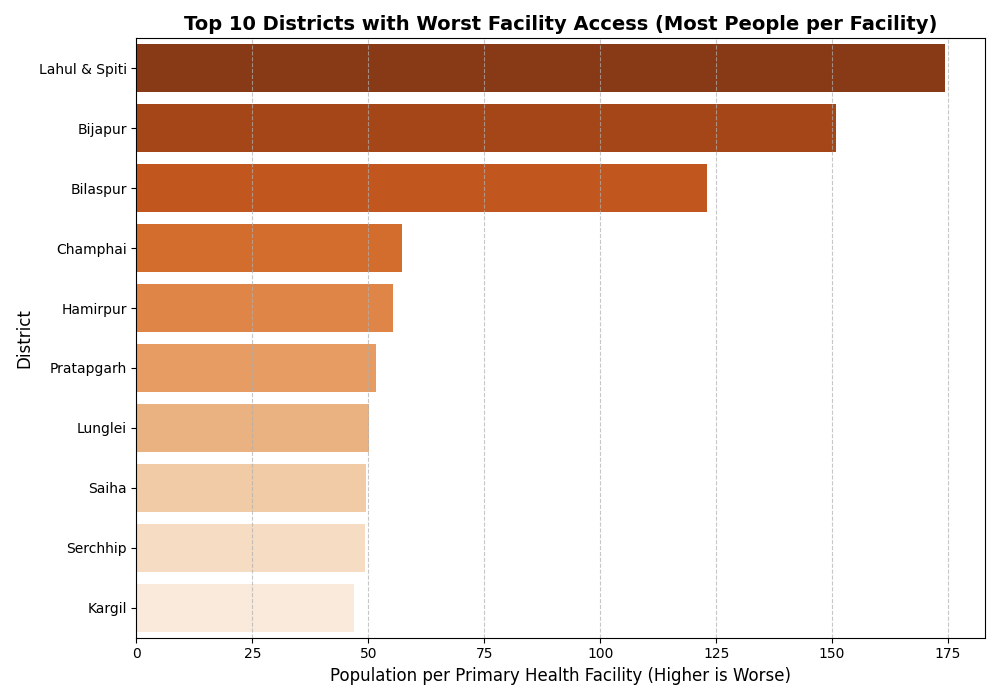 Top 10 Districts with Worst Facility Access (Most People per Facility)
Lahul & Spiti
Bijapur
Bilaspur
Champhai
Hamirpur
Pratapgarh
Lunglei
Saiha
Serchhip
Kargil
District
0 25 50 75 100 125 150 175
Population per Primary Health Facility (Higher is Worse)